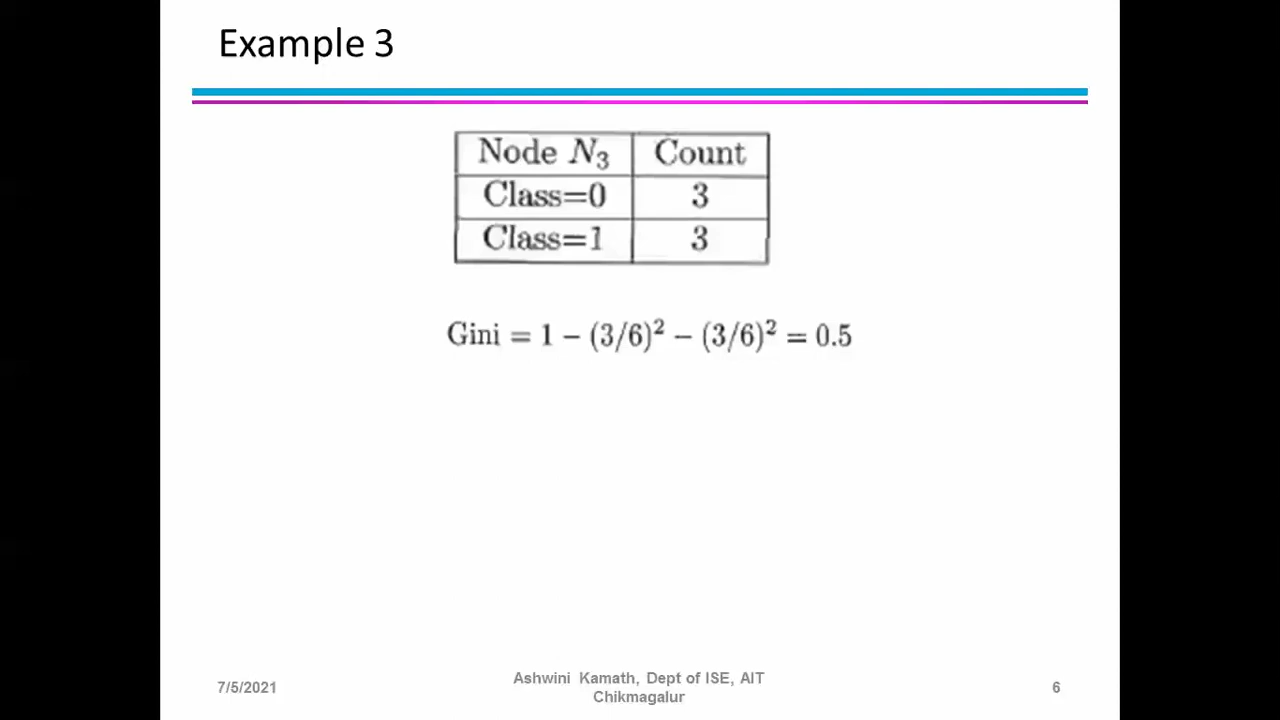 Example 3
Node N₃ Count
Class=0 3
Class=1 3
Gini = 1 − (3/6)² − (3/6)² = 0.5
7/5/2021
Ashwini Kamath, Dept of ISE, AIT
Chikmagalur
6